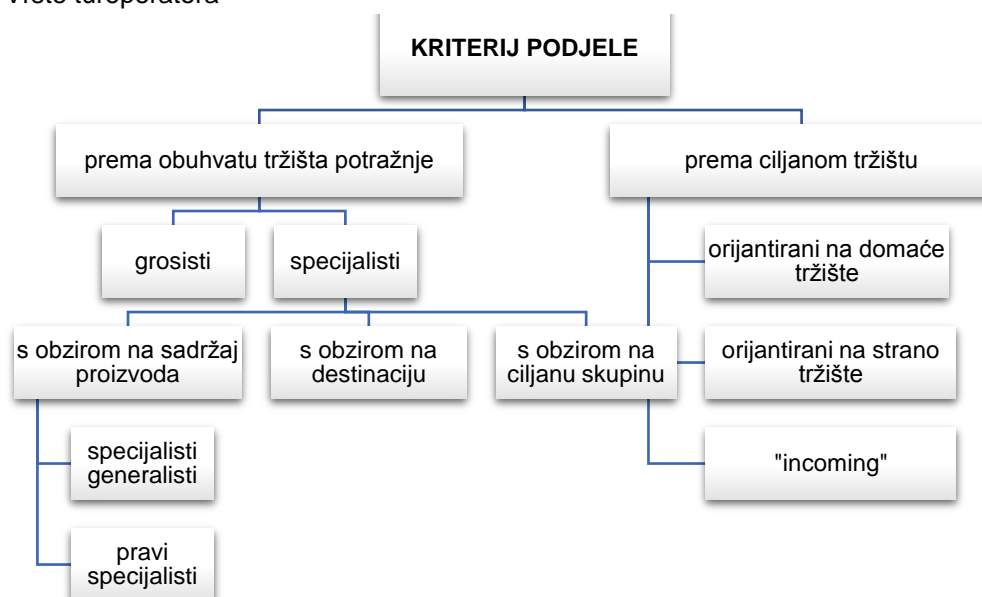 Vrste turoperatora
KRITERIJ PODJELE
prema obuhvatu tržišta potražnje
prema ciljanom tržištu
grosisti
specijalisti
orijantirani na domaće
tržište
s obzirom na sadržaj
proizvoda
s obzirom na
destinaciju
s obzirom na
ciljanu skupinu
orijantirani na strano
tržište
specijalisti
generalisti
"incoming"
pravi
specijalisti